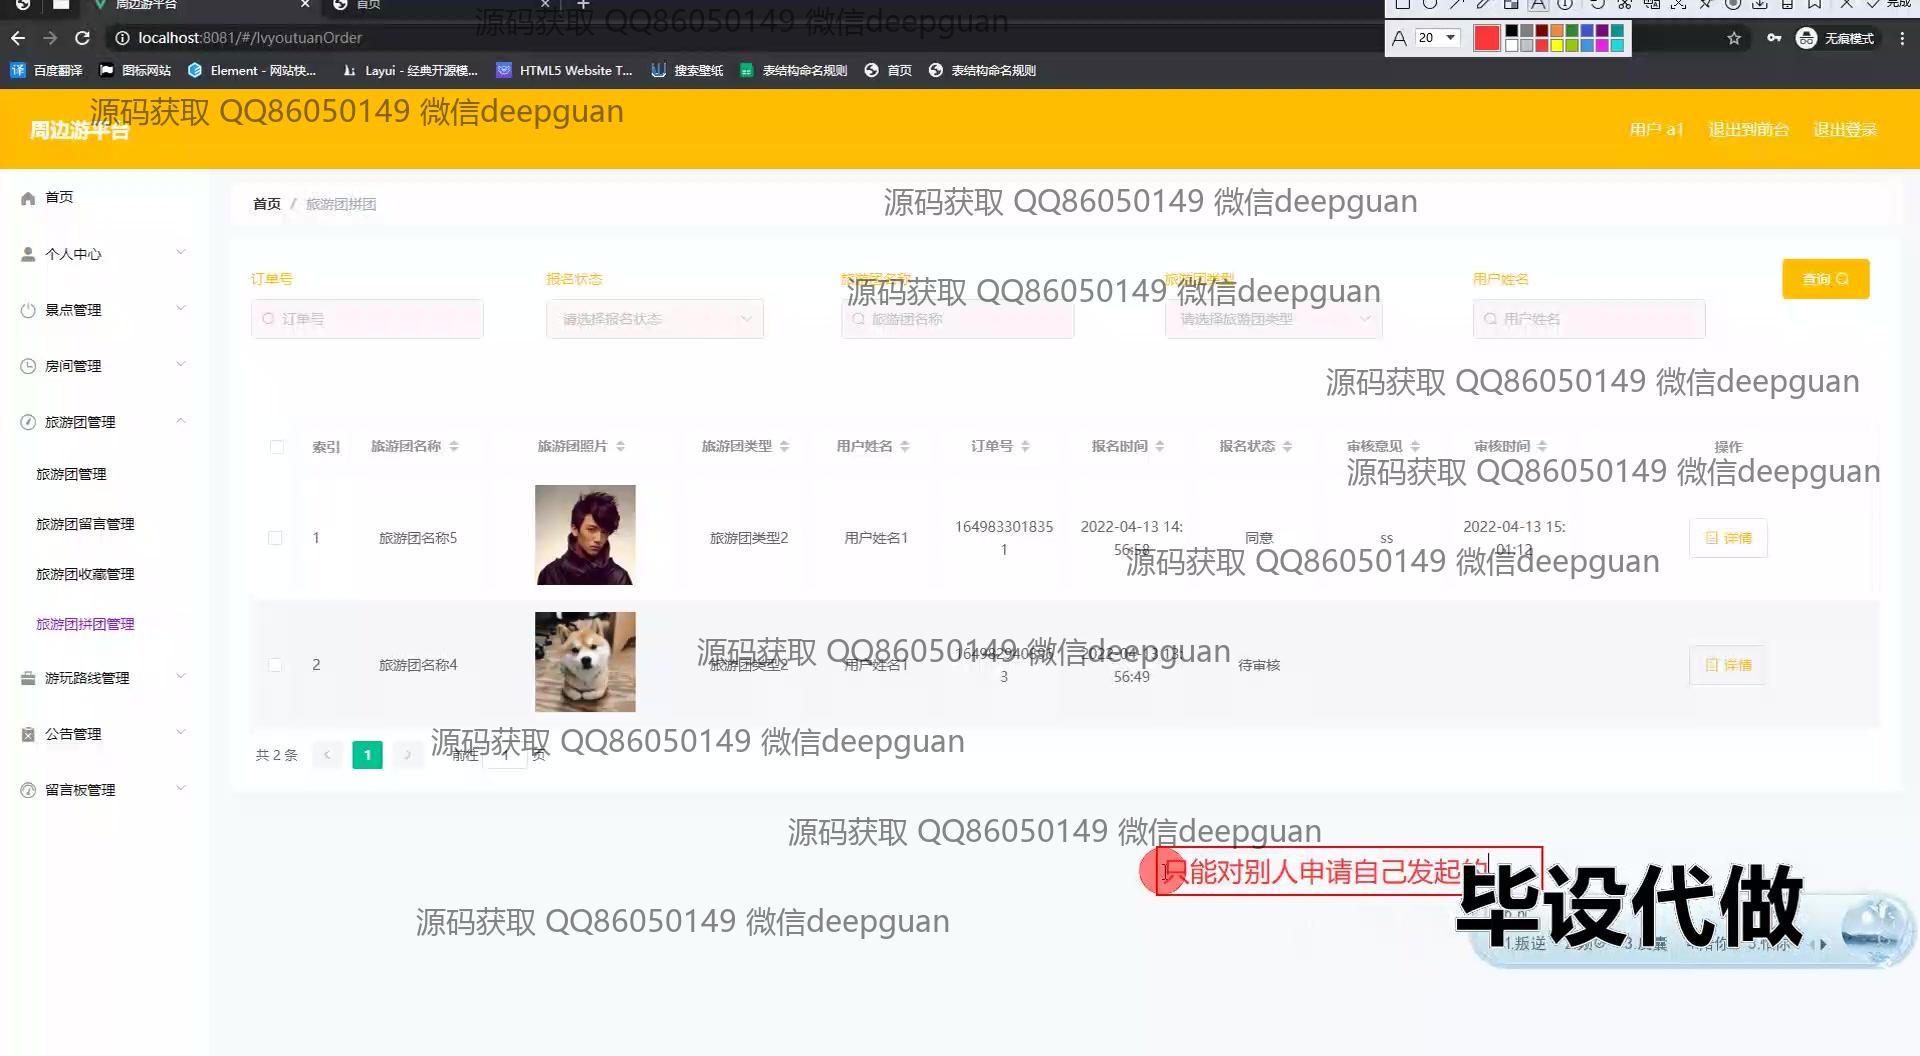 周边游平台
首页
localhost:8081/#/lvyoutuanOrder
20
完成
无痕模式
百度翻译
图标网站
Element - 网站快...
Layui - 经典开源模...
HTML5 Website T...
搜索壁纸
表结构命名规则
首页
表结构命名规则
源码获取 QQ86050149 微信deepguan
源码获取 QQ86050149 微信deepguan
周边游平台
用户 a1
退出到前台
退出登录
首页
个人中心
景点管理
房间管理
旅游团管理
旅游团管理
旅游团留言管理
旅游团收藏管理
旅游团拼团管理
游玩路线管理
公告管理
留言板管理
首页 / 旅游团拼团
源码获取 QQ86050149 微信deepguan
订单号
报名状态
旅游团名称
旅游团类型
用户姓名
查询
源码获取 QQ86050149 微信deepguan
订单号
请选择报名状态
旅游团名称
请选择旅游团类型
用户姓名
源码获取 QQ86050149 微信deepguan
索引
旅游团名称
旅游团照片
旅游团类型
用户姓名
订单号
报名时间
报名状态
审核意见
审核时间
操作
源码获取 QQ86050149 微信deepguan
1
旅游团名称5
旅游团类型2
用户姓名1
164983301835
1
2022-04-13 14:
56:58
同意
ss
2022-04-13 15:
01:12
详情
源码获取 QQ86050149 微信deepguan
2
旅游团名称4
旅游团类型2
用户姓名1
3
2022-04-13 13:
56:49
待审核
详情
源码获取 QQ86050149 微信deepguan
共 2 条
1
前往
1
页
源码获取 QQ86050149 微信deepguan
源码获取 QQ86050149 微信deepguan
只能对别人申请自己发起的
毕设代做
源码获取 QQ86050149 微信deepguan
1.叛逆